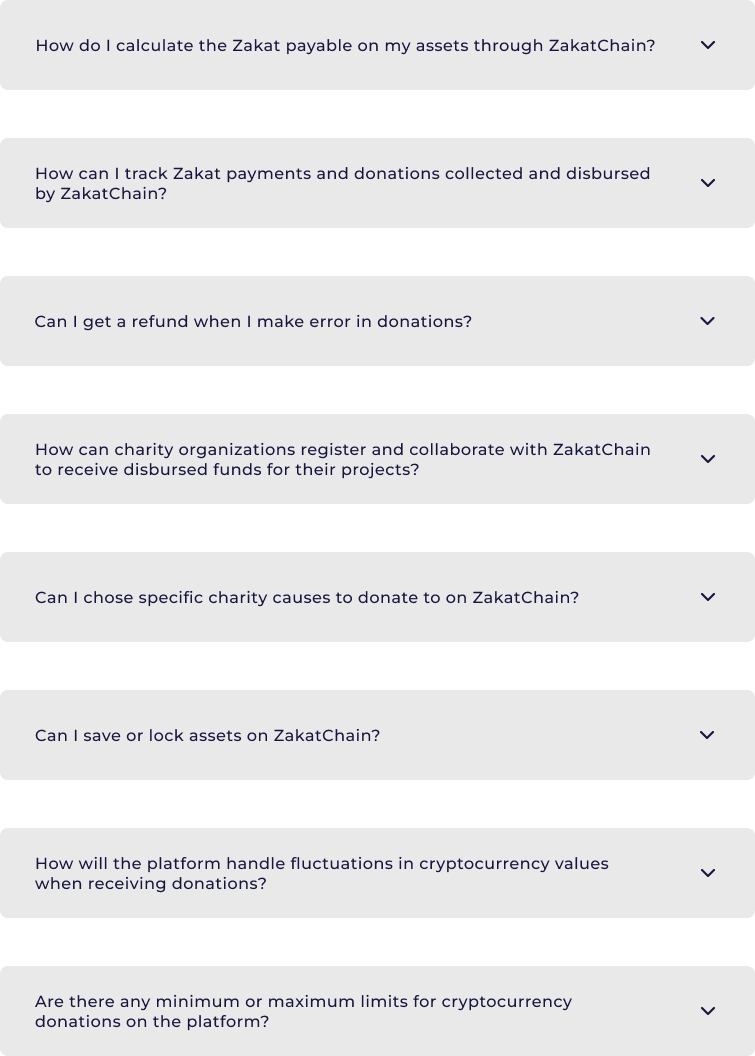 How do I calculate the Zakat payable on my assets through ZakatChain?
How can I track Zakat payments and donations collected and disbursed
by ZakatChain?
Can I get a refund when I make error in donations?
How can charity organizations register and collaborate with ZakatChain
to receive disbursed funds for their projects?
Can I chose specific charity causes to donate to on ZakatChain?
Can I save or lock assets on ZakatChain?
How will the platform handle fluctuations in cryptocurrency values
when receiving donations?
Are there any minimum or maximum limits for cryptocurrency
donations on the platform?